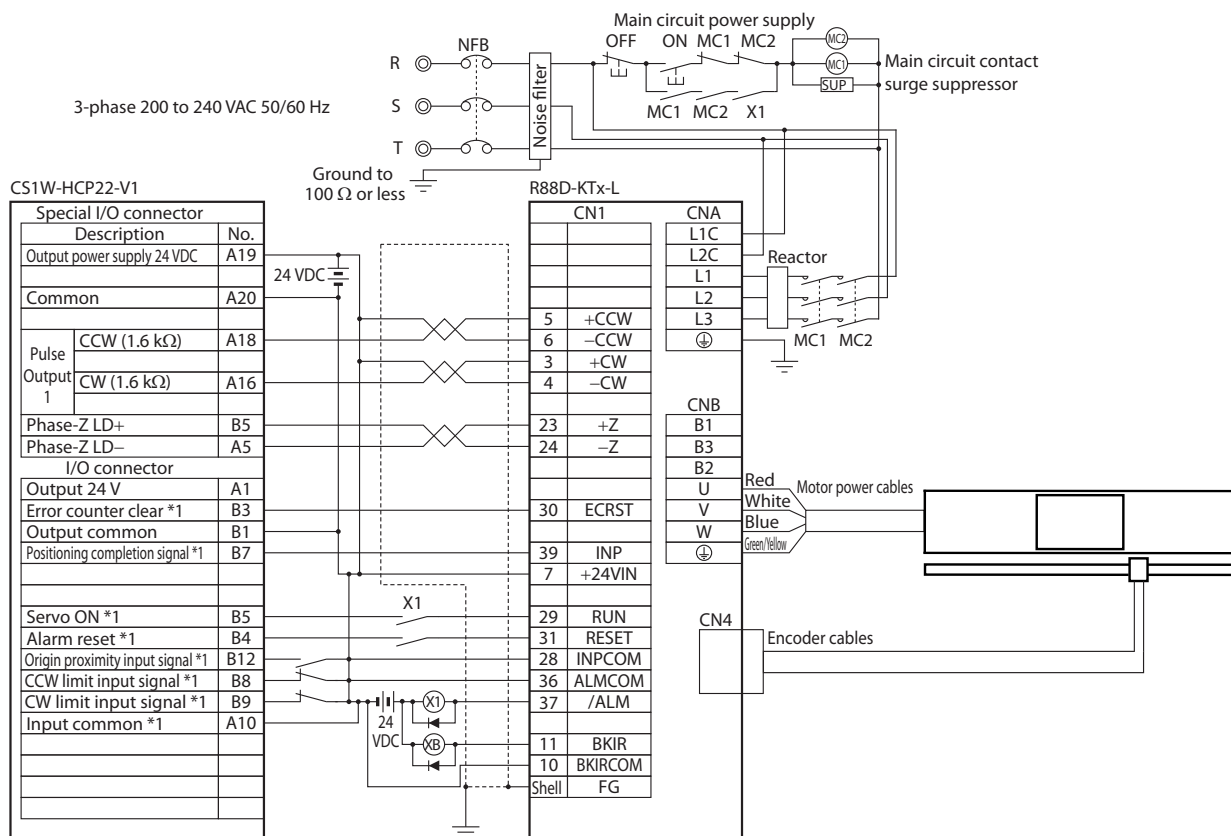 Main circuit power supply
NFB
OFF ON MC1 MC2
MC2
R
MC1
Main circuit contact
surge suppressor
SUP
3-phase 200 to 240 VAC 50/60 Hz
S
Noise filter
MC1 MC2 X1
T
Ground to
100 Ω or less
CS1W-HCP22-V1
Special I/O connector
Description No.
Output power supply 24 VDC A19
Common A20
Pulse
Output
1
CCW (1.6 kΩ) A18
CW (1.6 kΩ) A16
Phase-Z LD+ B5
Phase-Z LD− A5
I/O connector
Output 24 V A1
Error counter clear *1 B3
Output common B1
Positioning completion signal *1 B7
Servo ON *1 B5
Alarm reset *1 B4
Origin proximity input signal *1 B12
CCW limit input signal *1 B8
CW limit input signal *1 B9
Input common *1 A10
24 VDC
X1
X1
24
VDC
XB
R88D-KTx-L
CN1
5 +CCW
6 −CCW
3 +CW
4 −CW
23 +Z
24 −Z
30 ECRST
39 INP
7 +24VIN
29 RUN
31 RESET
28 INPCOM
36 ALMCOM
37 /ALM
11 BKIR
10 BKIRCOM
Shell FG
CNA
L1C
L2C
L1
L2
L3
Reactor
MC1 MC2
CNB
B1
B3
B2
U
V
W
Red
White
Blue
Green/Yellow
Motor power cables
CN4
Encoder cables